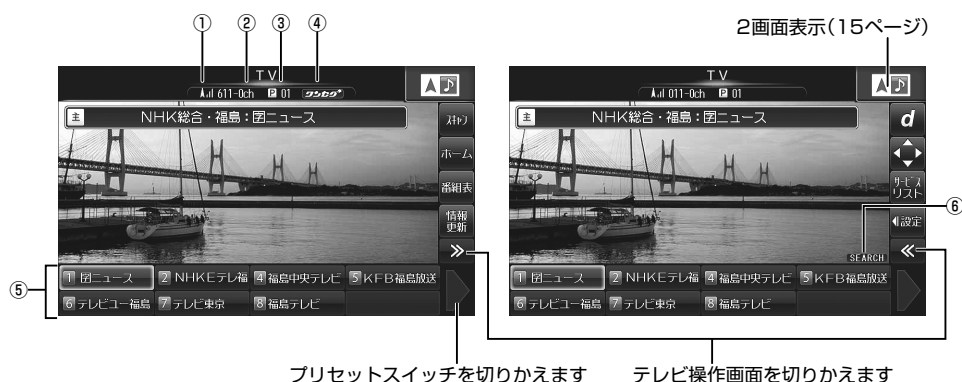 ① ② ③ ④
2画面表示(15ページ)
TV
611-0ch P 01 ワンセグ
主 NHK総合・福島:字ニュース
スキャン
ホーム
番組表
情報
更新
⑤
1 字ニュース 2 NHKEテレ福 4 福島中央テレビ 5 KFB福島放送
6 テレビユー福島 7 テレビ東京 8 福島テレビ
TV
011-0ch P 01
主 NHK総合・福島:字ニュース
d
サービス
リスト
設定
⑥
SEARCH
1 字ニュース 2 NHKEテレ福 4 福島中央テレビ 5 KFB福島放送
6 テレビユー福島 7 テレビ東京 8 福島テレビ
プリセットスイッチを切りかえます
テレビ操作画面を切りかえます